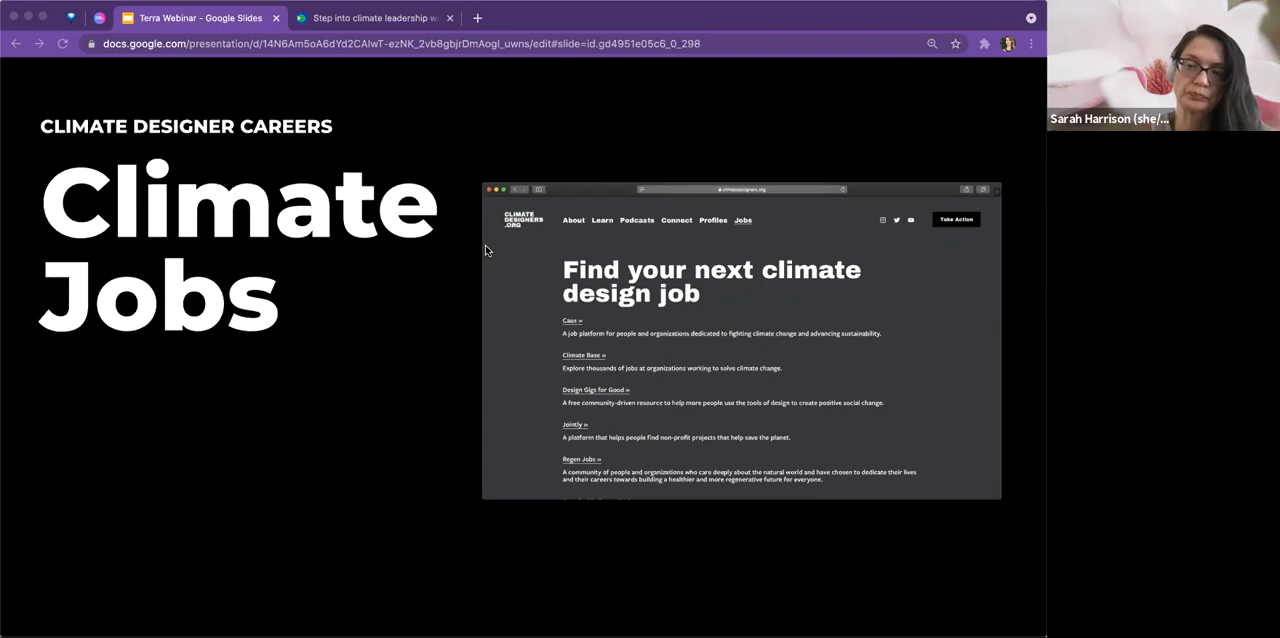 Terra Webinar - Google Slides
Step into climate leadership w
docs.google.com/presentation/d/14N6Am5oA6dYd2CAlwT-ezNK_2vb8gbjrDmAogI_uwns/edit#slide=id.gd4951e05c6_0_298
Sarah Harrison (she/...
CLIMATE DESIGNER CAREERS
Climate
Jobs
climatedesigners.org
CLIMATE
DESIGNERS
.ORG
About Learn Podcasts Connect Profiles Jobs
Take Action
Find your next climate
design job
Caus »
A job platform for people and organizations dedicated to fighting climate change and advancing sustainability.
Climate Base »
Explore thousands of jobs at organizations working to solve climate change.
Design Gigs for Good »
A free community-driven resource to help more people use the tools of design to create positive social change.
Jointly »
A platform that helps people find non-profit projects that help save the planet.
Regen Jobs »
A community of people and organizations who care deeply about the natural world and have chosen to dedicate their lives
and their careers towards building a healthier and more regenerative future for everyone.